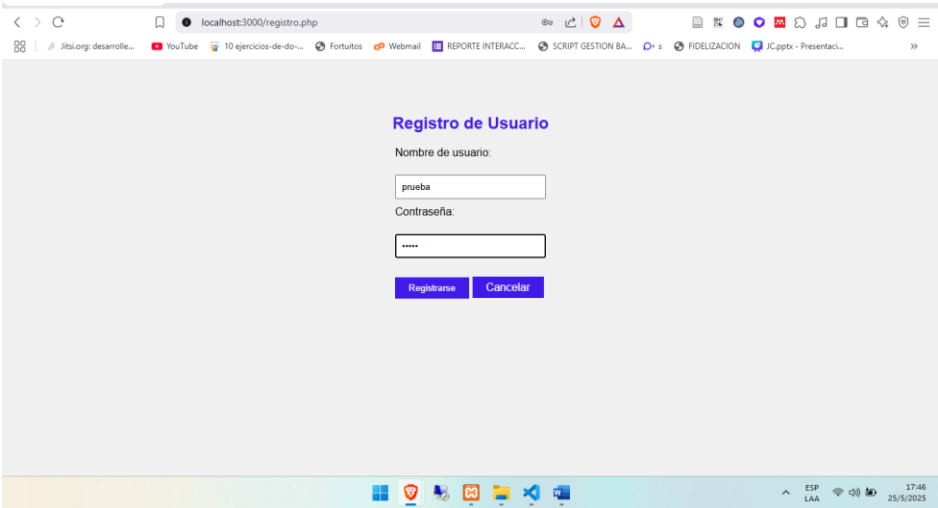 localhost:3000/registro.php
Jitsi.org: desarrolle... YouTube 10 ejercicios-de-do-... Fortuitos Webmail REPORTE INTERACC... SCRIPT GESTION BA... s FIDELIZACION JC.pptx - Presentaci... »
Registro de Usuario
Nombre de usuario:
prueba
Contraseña:
•••••
Registrarse Cancelar
ESP 17:46
LAA 25/5/2025